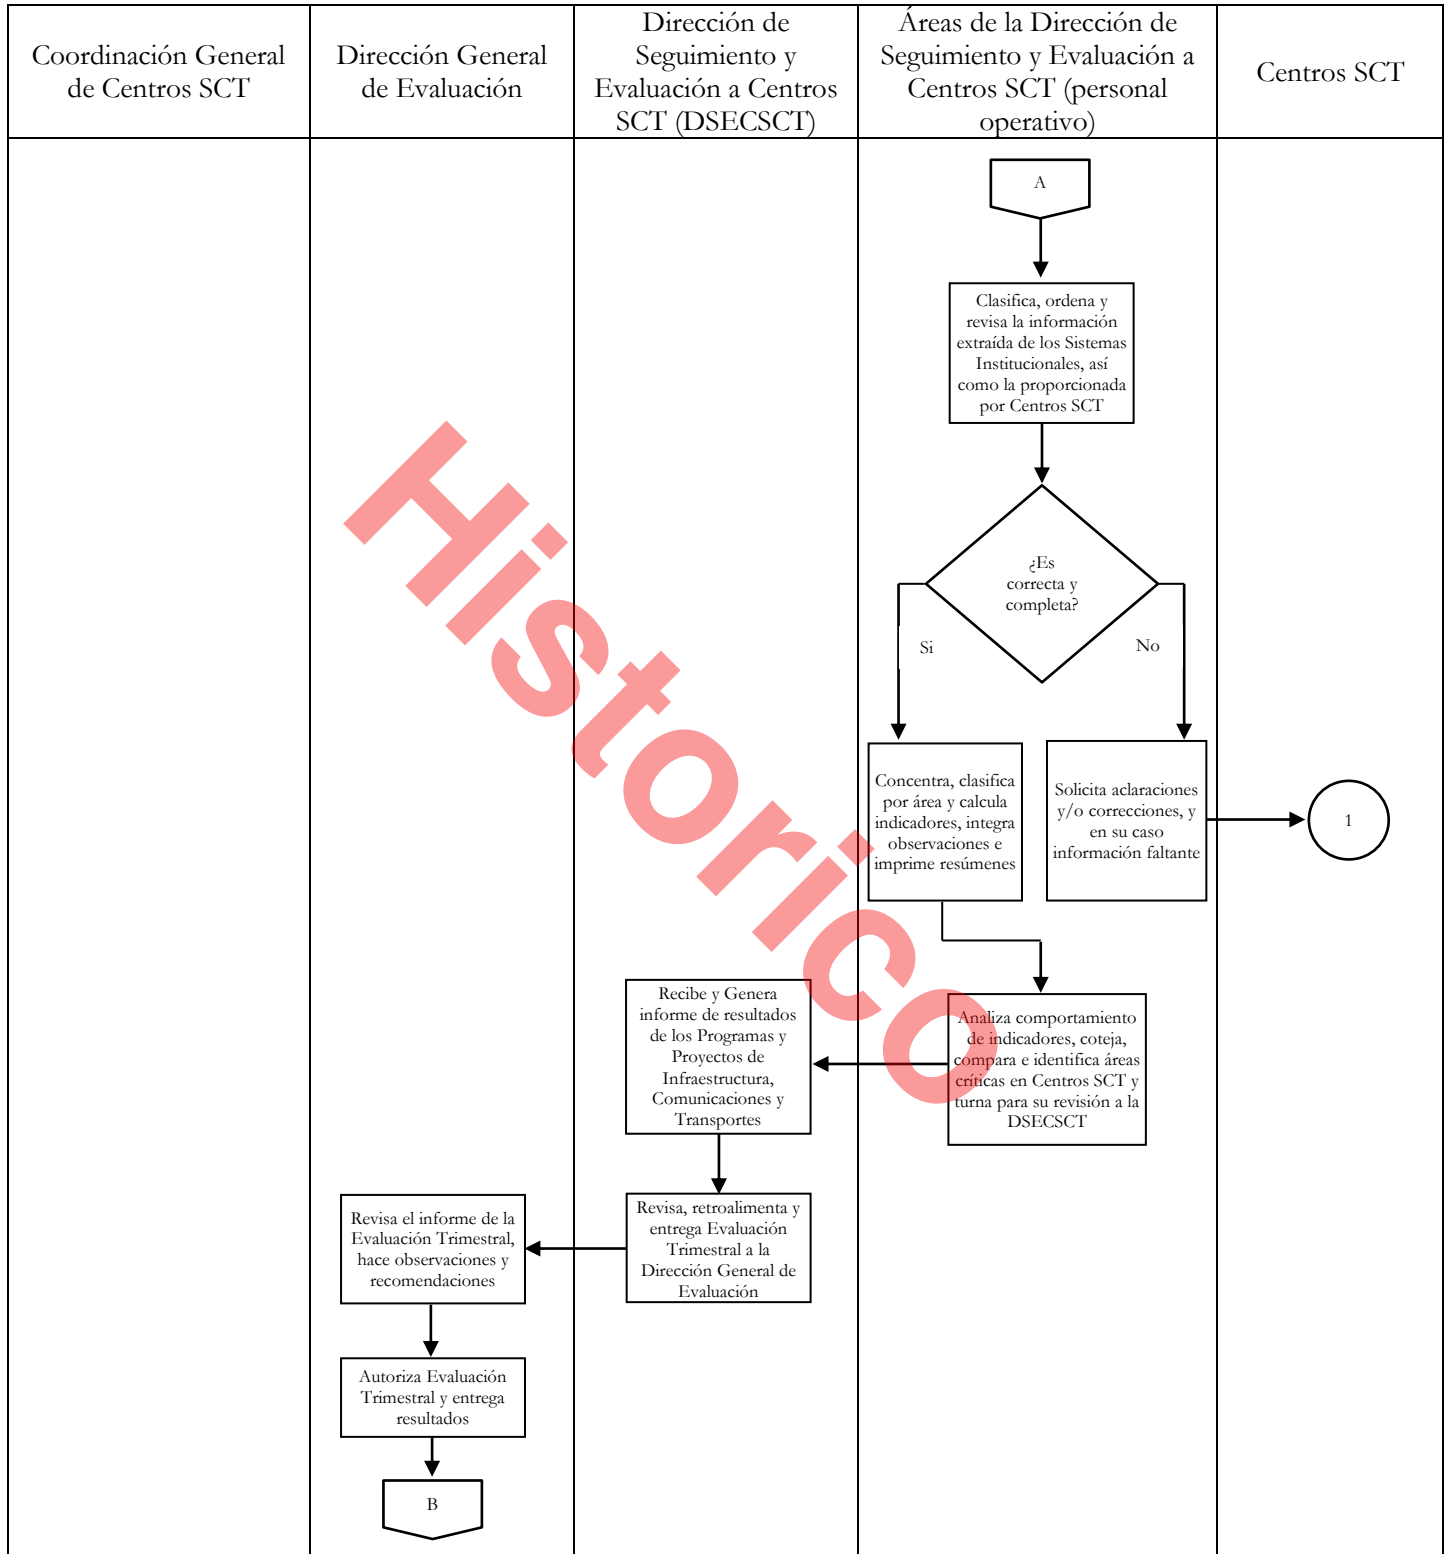 Coordinación General
de Centros SCT
Dirección General
de Evaluación
Dirección de
Seguimiento y
Evaluación a Centros
SCT (DSECSCT)
Áreas de la Dirección de
Seguimiento y Evaluación a
Centros SCT (personal
operativo)
Centros SCT
A
Clasifica, ordena y
revisa la información
extraída de los Sistemas
Institucionales, así
como la proporcionada
por Centros SCT
¿Es
correcta y
completa?
Si
No
Concentra, clasifica
por área y calcula
indicadores, integra
observaciones e
imprime resúmenes
Solicita aclaraciones
y/o correcciones, y
en su caso
información faltante
1
Recibe y Genera
informe de resultados
de los Programas y
Proyectos de
Infraestructura,
Comunicaciones y
Transportes
Analiza comportamiento
de indicadores, coteja,
compara e identifica áreas
críticas en Centros SCT y
turna para su revisión a la
DSECSCT
Revisa el informe de la
Evaluación Trimestral,
hace observaciones y
recomendaciones
Revisa, retroalimenta y
entrega Evaluación
Trimestral a la
Dirección General de
Evaluación
Autoriza Evaluación
Trimestral y entrega
resultados
B
Historico